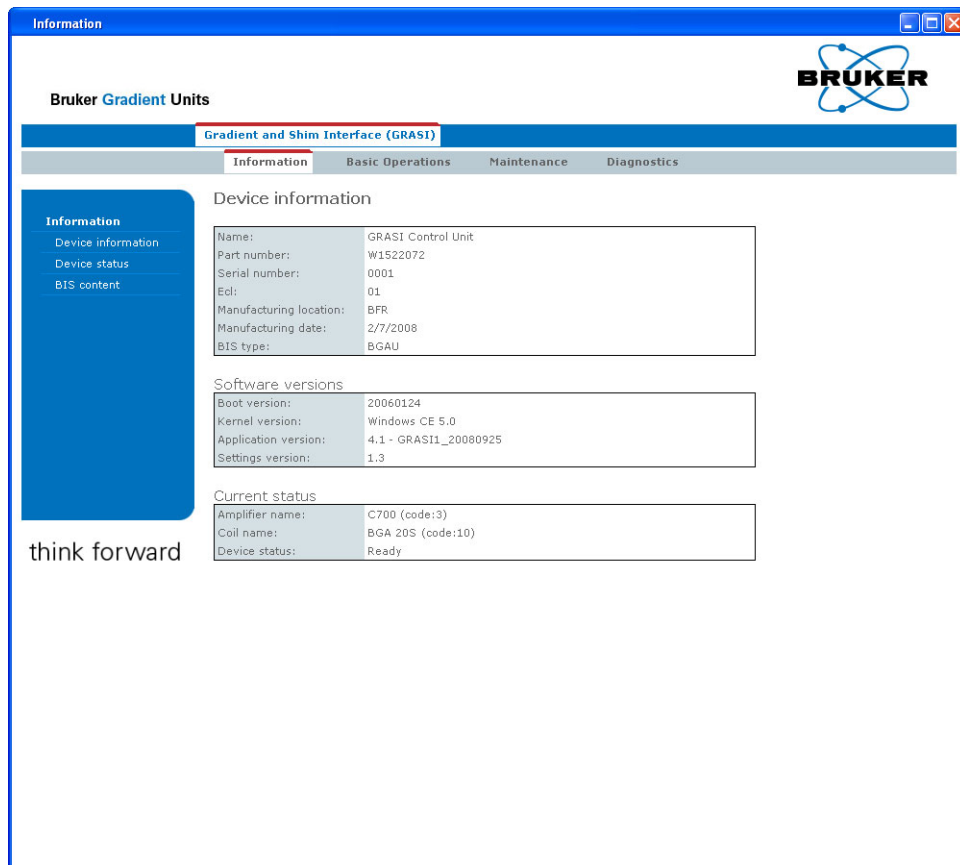 Information
BRUKER
Bruker Gradient Units
Gradient and Shim Interface (GRASI)
Information Basic Operations Maintenance Diagnostics
Information
Device information
Device status
BIS content
think forward
Device information
Name: GRASI Control Unit
Part number: W1522072
Serial number: 0001
Ecl: 01
Manufacturing location: BFR
Manufacturing date: 2/7/2008
BIS type: BGAU
Software versions
Boot version: 20060124
Kernel version: Windows CE 5.0
Application version: 4.1 - GRASI1_20080925
Settings version: 1.3
Current status
Amplifier name: C700 (code:3)
Coil name: BGA 20S (code:10)
Device status: Ready